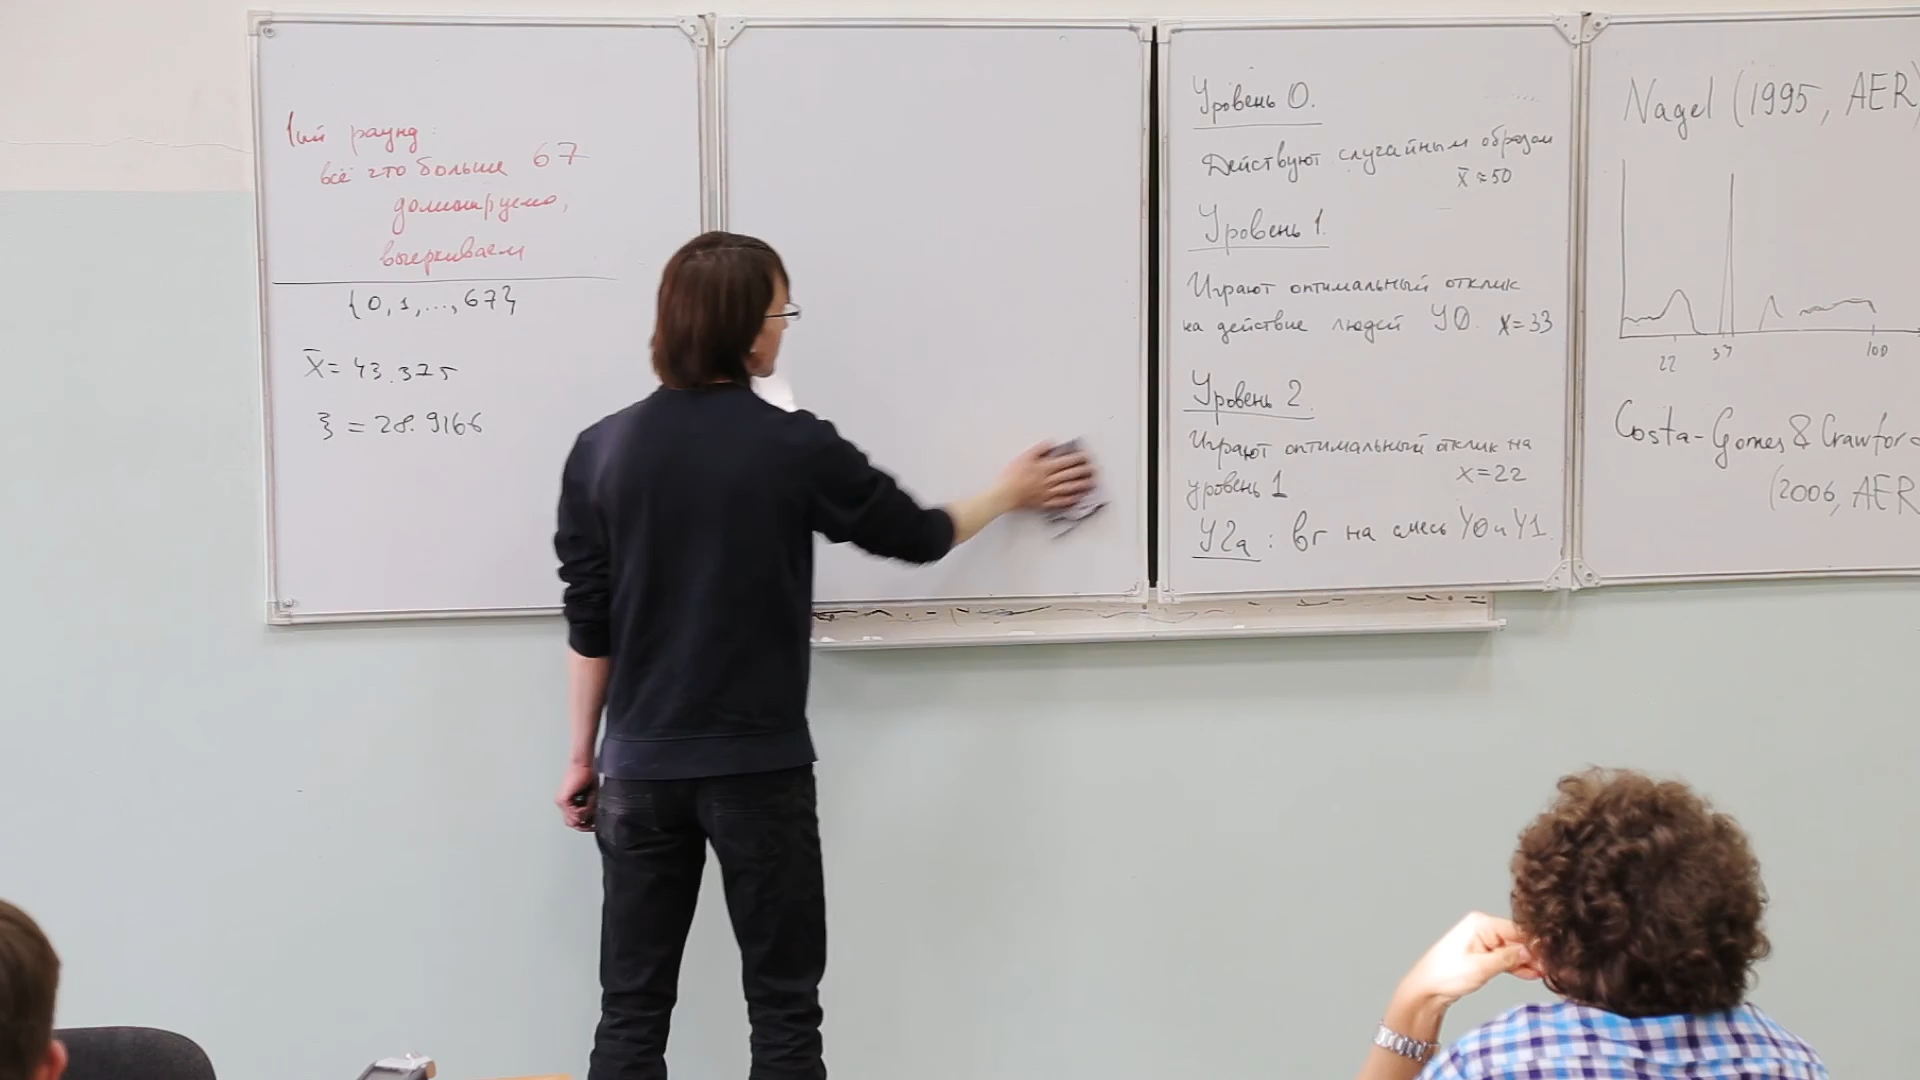 1ый раунд:
всё что больше 67
доминируемо,
вычеркиваем
{0, 1, ..., 67}
x̄ = 43.375
ξ = 28.9166
Уровень 0.
Действуют случайным образом
x̄ ≈ 50
Уровень 1.
Играют оптимальный отклик
на действие людей У0. x=33
Уровень 2.
Играют оптимальный отклик на
уровень 1 x=22
У2а: BR на смесь У0 и У1.
Nagel (1995, AER)
22 37 100
Costa-Gomes & Crawford
(2006, AER